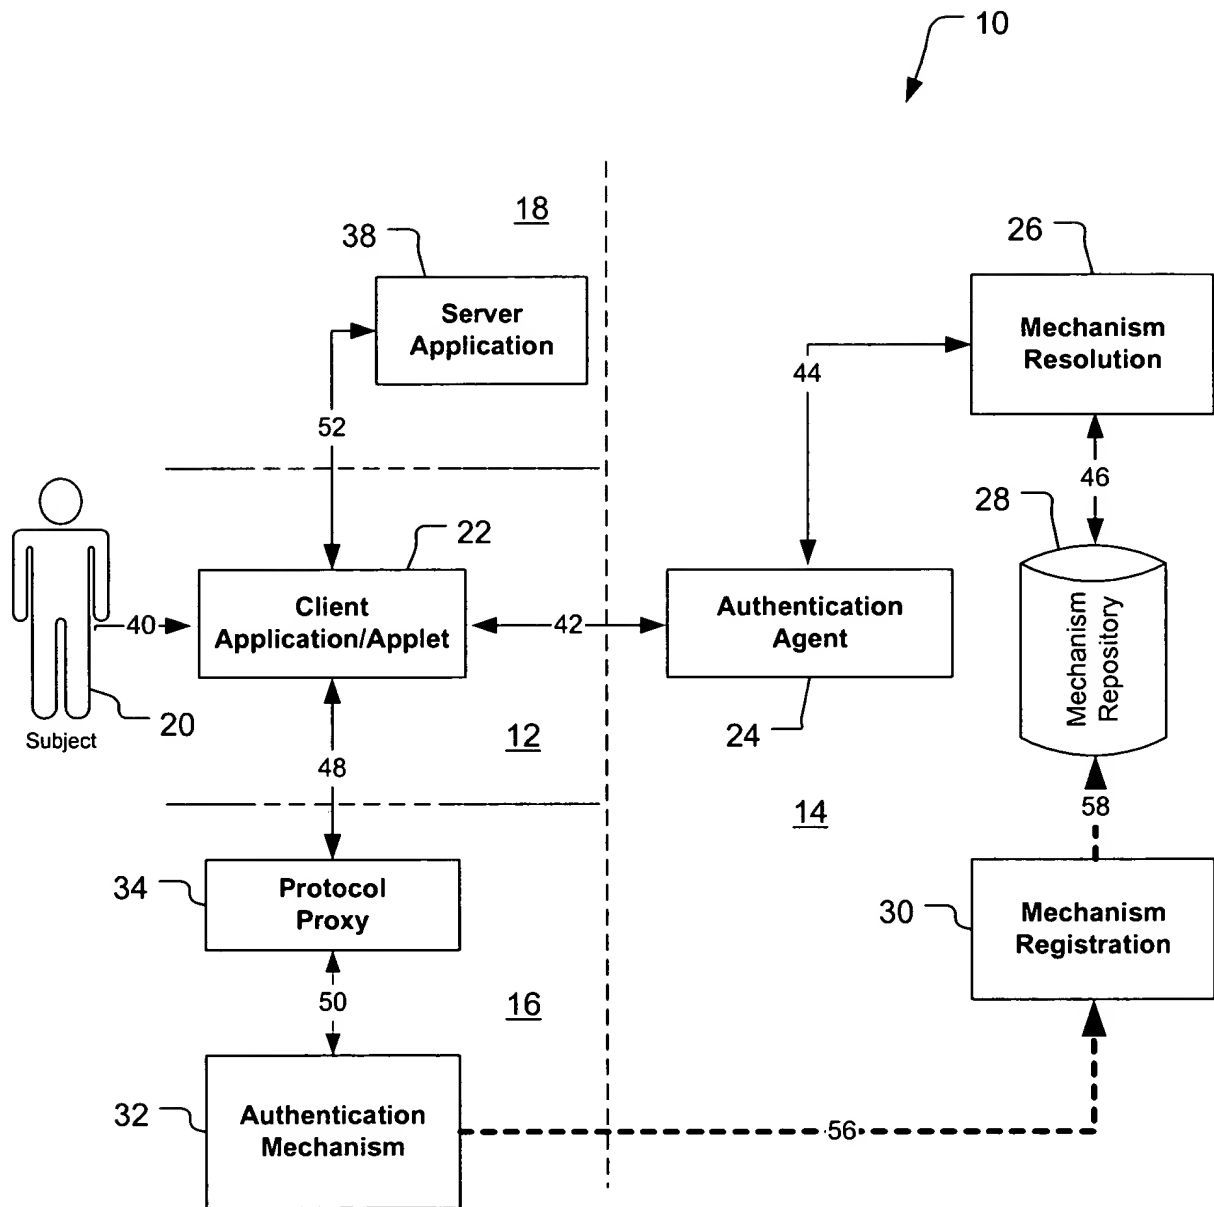 10
18
38
Server
Application
26
Mechanism
Resolution
44
52
46
28
22
Client
Application/Applet
40
42
Authentication
Agent
Mechanism
Repository
20
Subject
12
24
48
14
58
34
Protocol
Proxy
30
Mechanism
Registration
50
16
32
Authentication
Mechanism
56